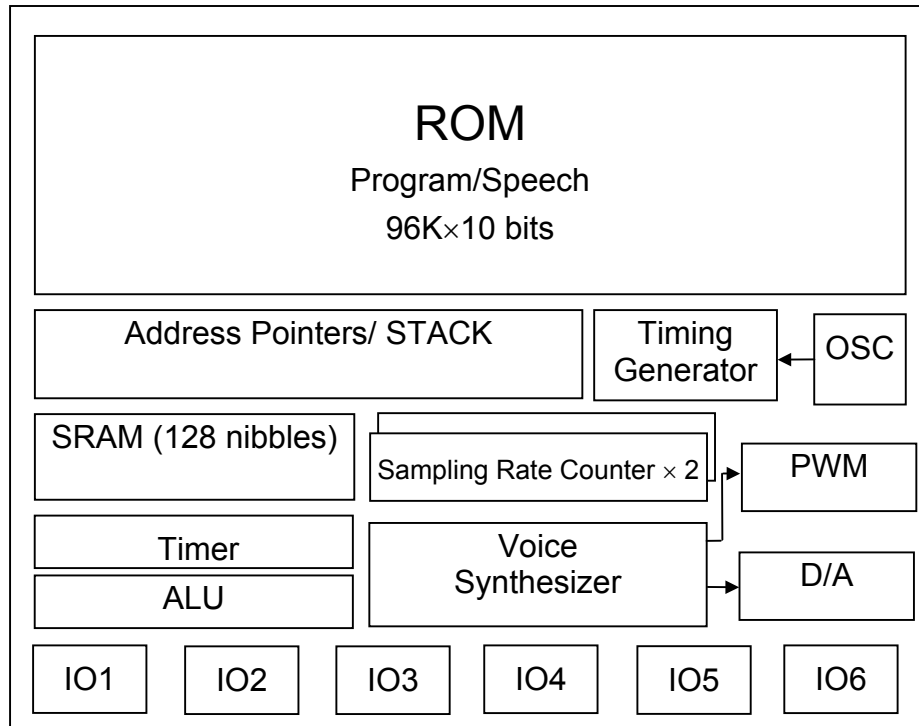 ROM
Program/Speech
96K×10 bits
Address Pointers/ STACK
Timing
Generator
OSC
SRAM (128 nibbles)
Sampling Rate Counter × 2
PWM
Timer
Voice
Synthesizer
D/A
ALU
IO1
IO2
IO3
IO4
IO5
IO6